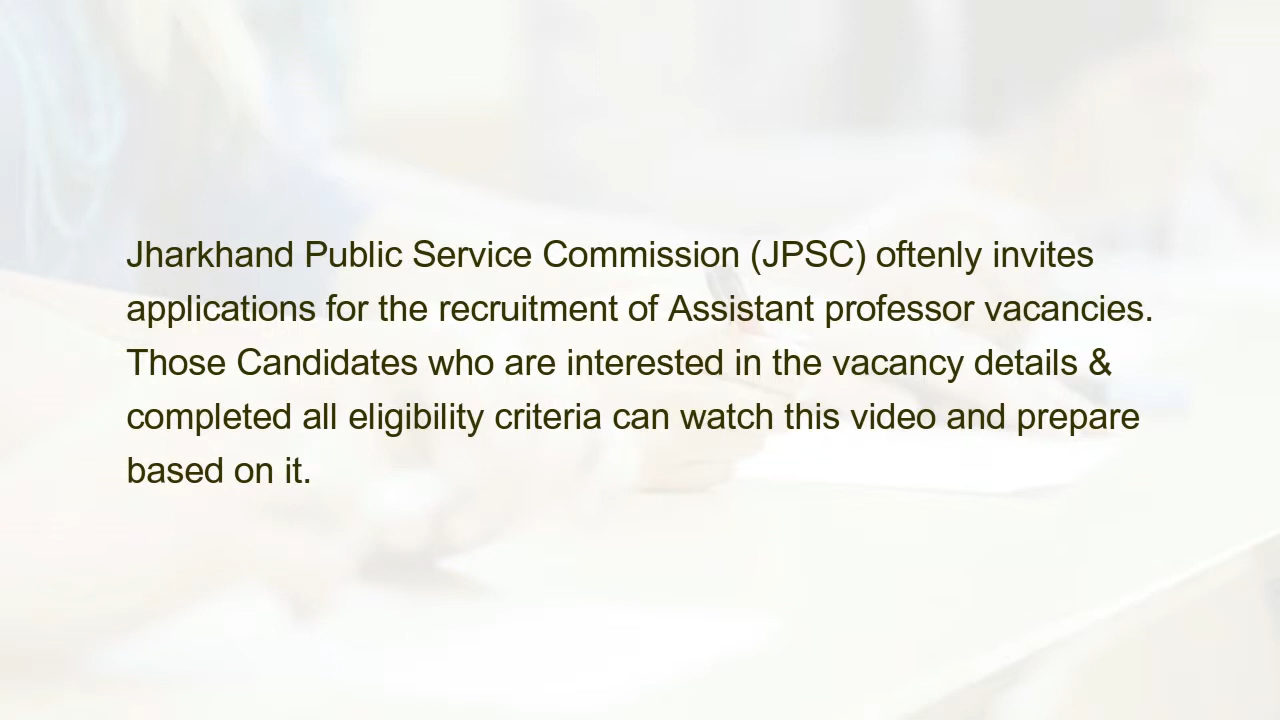 Jharkhand Public Service Commission (JPSC) oftenly invites
applications for the recruitment of Assistant professor vacancies.
Those Candidates who are interested in the vacancy details &
completed all eligibility criteria can watch this video and prepare
based on it.